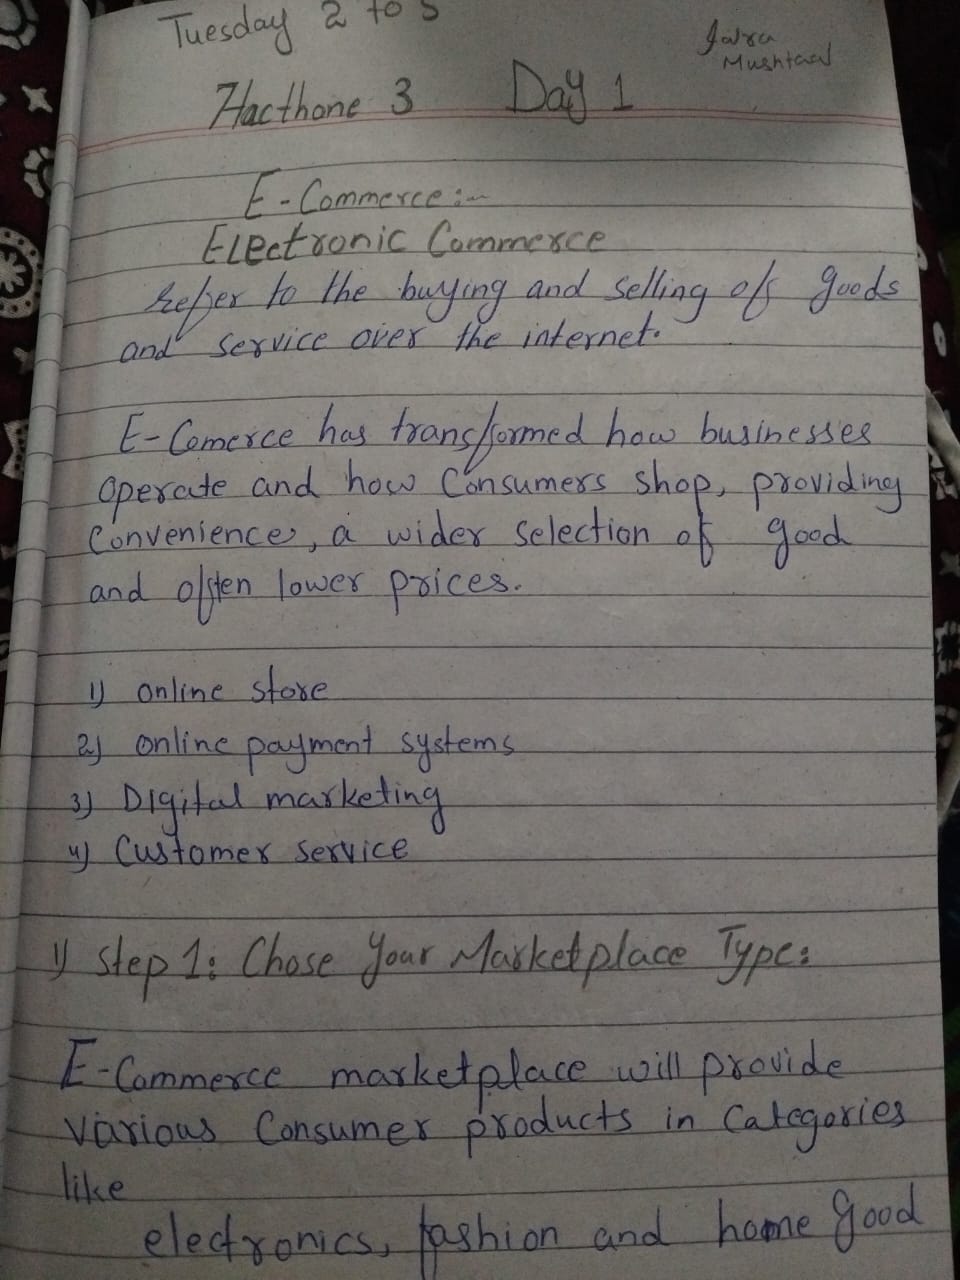 Tuesday 2 to 5
Mushtaq
Hacthone 3 Day 1
E-Commerce:-
Electronic Commerce
refer to the buying and selling of goods
and service over the internet.
E-Comerce has transformed how businesses
operate and how Consumers shop, providing
Convenience, a wider selection of good
and often lower prices.
1) online store
2) online payment systems
3) Digital marketing
4) Customer service
1) Step 1: Chose Your Marketplace Type:
E-Commerce marketplace will provide
various Consumer products in Categories
like
electronics, fashion and home good